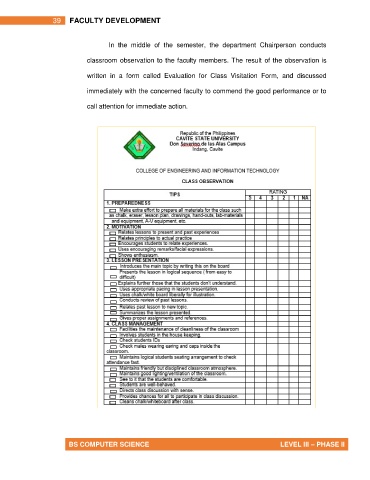 39 FACULTY DEVELOPMENT
In the middle of the semester, the department Chairperson conducts
classroom observation to the faculty members. The result of the observation is
written in a form called Evaluation for Class Visitation Form, and discussed
immediately with the concerned faculty to commend the good performance or to
call attention for immediate action.
Republic of the Philippines
CAVITE STATE UNIVERSITY
Don Severino de las Alas Campus
Indang, Cavite
COLLEGE OF ENGINEERING AND INFORMATION TECHNOLOGY
CLASS OBSERVATION
TIPS RATING
5 4 3 2 1 NA
1. PREPAREDNESS
Make extra effort to prepare all materials for the class such
as chalk, eraser, lesson plan, drawings, hand-outs, lab-materials
and equipment, A-V equipment, etc.
2. MOTIVATION
Relates lessons to present and past experiences
Relates principles to actual practice
Encourages students to relate experiences.
Uses encouraging remarks/facial expressions.
Shows enthusiasm.
3. LESSON PRESENTATION
Introduces the main topic by writing this on the board
Presents the lesson in logical sequence ( from easy to
difficult)
Explains further those that the students don't understand
Uses appropriate pairing in lesson presentation.
Uses chalk/white board liberally for illustration.
Conducts review of past lessons.
Relates past lesson to new topic.
Summarizes the lesson presented
Gives proper assignments and references.
4. CLASS MANAGEMENT
Facilities the maintenance of cleanliness of the classroom
Involves students in the house keeping.
Check students IDs
Check males wearing earring and caps inside the
classroom.
Maintains logical students seating arrangement to check
attendance fast.
Maintains friendly but disciplined classroom atmosphere.
Maintains good lighting/ventilation of the classroom.
See to it that the students are comfortable.
Students are well-behaved.
Directs class discussion with sense.
Provides chances for all to participate in class discussion.
Cleans chalk/whiteboard after class.
BS COMPUTER SCIENCE LEVEL III – PHASE II